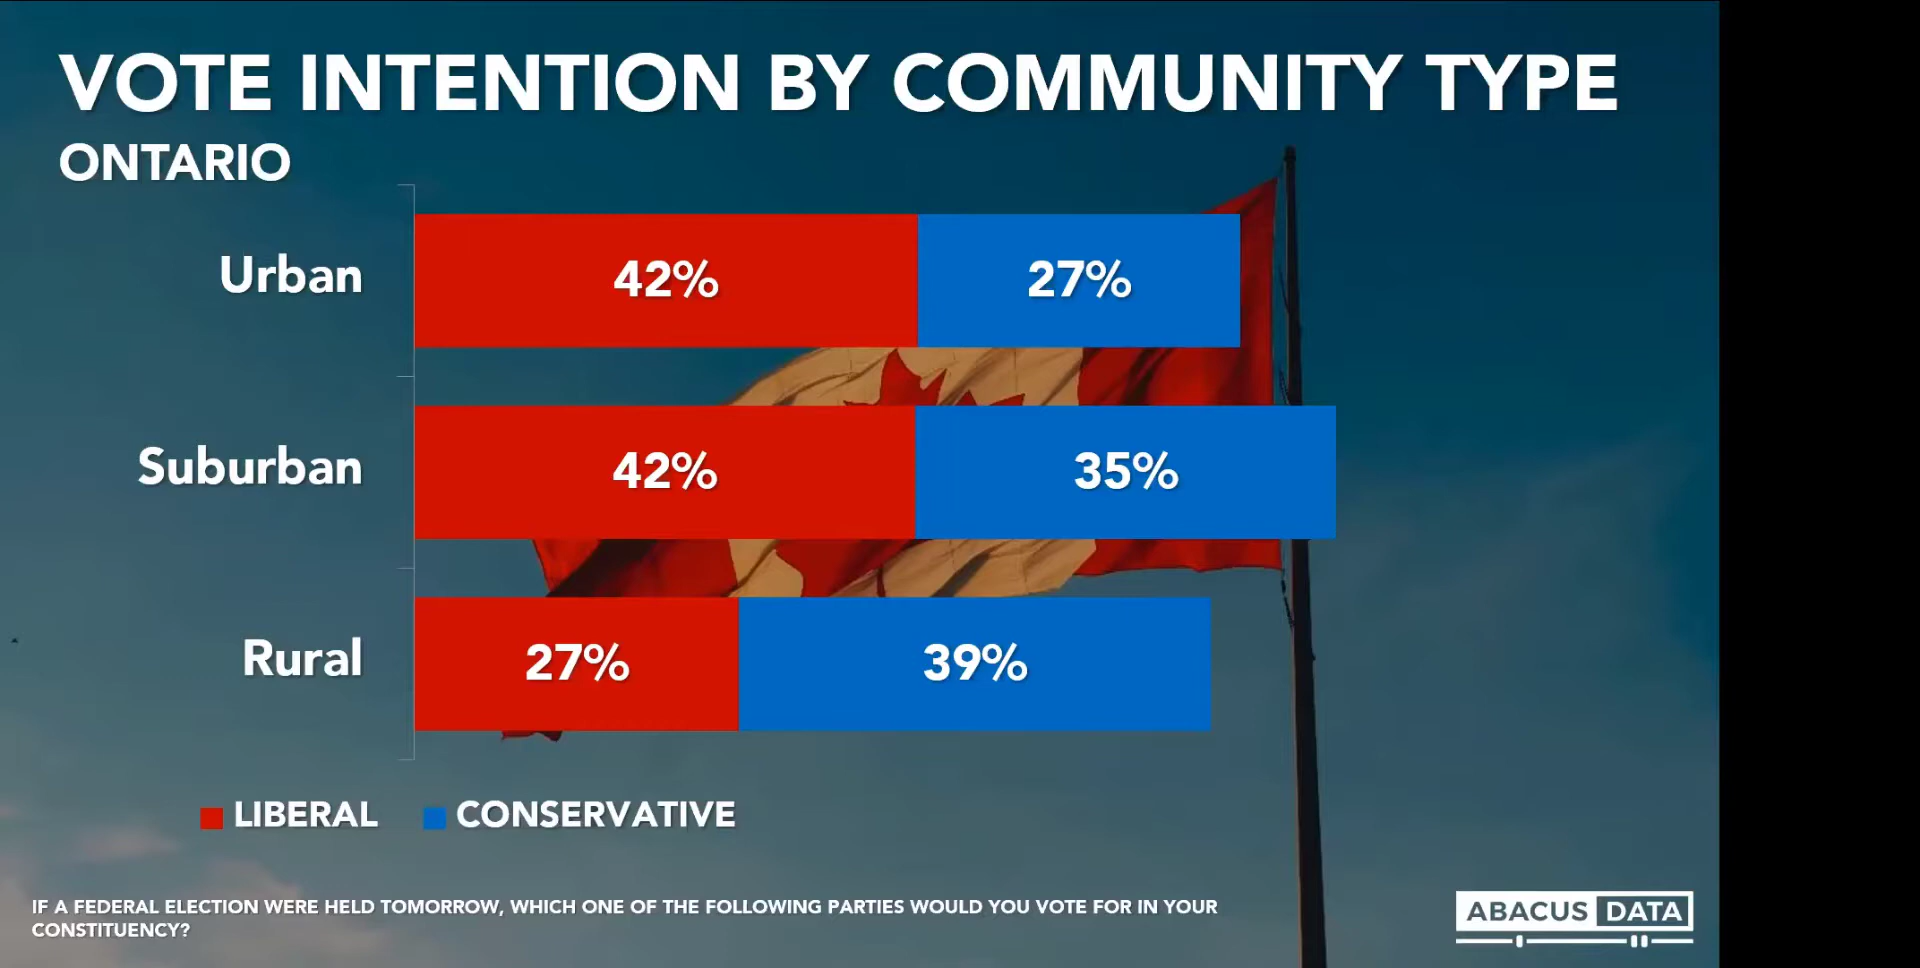 VOTE INTENTION BY COMMUNITY TYPE
ONTARIO
Urban
42%
27%
Suburban
42%
35%
Rural
27%
39%
LIBERAL CONSERVATIVE
IF A FEDERAL ELECTION WERE HELD TOMORROW, WHICH ONE OF THE FOLLOWING PARTIES WOULD YOU VOTE FOR IN YOUR
CONSTITUENCY?
ABACUS DATA